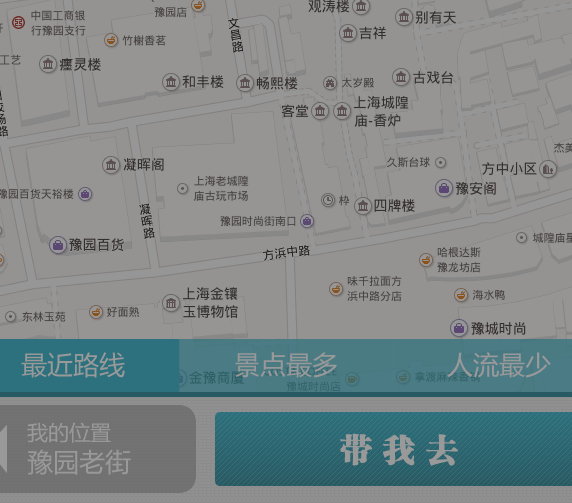 观涛楼
豫园店
中国工商银
行豫园支行
文昌路
别有天
竹榭香茗
吉祥
工艺
瘗灵楼
和丰楼
畅熙楼
太岁殿
古戏台
客堂
上海城隍
庙-香炉
凝晖阁
久斯台球
方中小区
杰美
上海老城隍
庙古玩市场
豫园百货天裕楼
豫安阁
四牌楼
凝晖路
豫园时尚街南口
豫园百货
方浜中路
城隍庙星
哈根达斯
豫龙坊店
味千拉面方
浜中路分店
上海金镶
玉博物馆
海水鸭
东林玉苑
好面熟
豫城时尚
最近路线
景点最多
人流最少
金豫商厦
豫城时尚店
我的位置
豫园老街
带我去